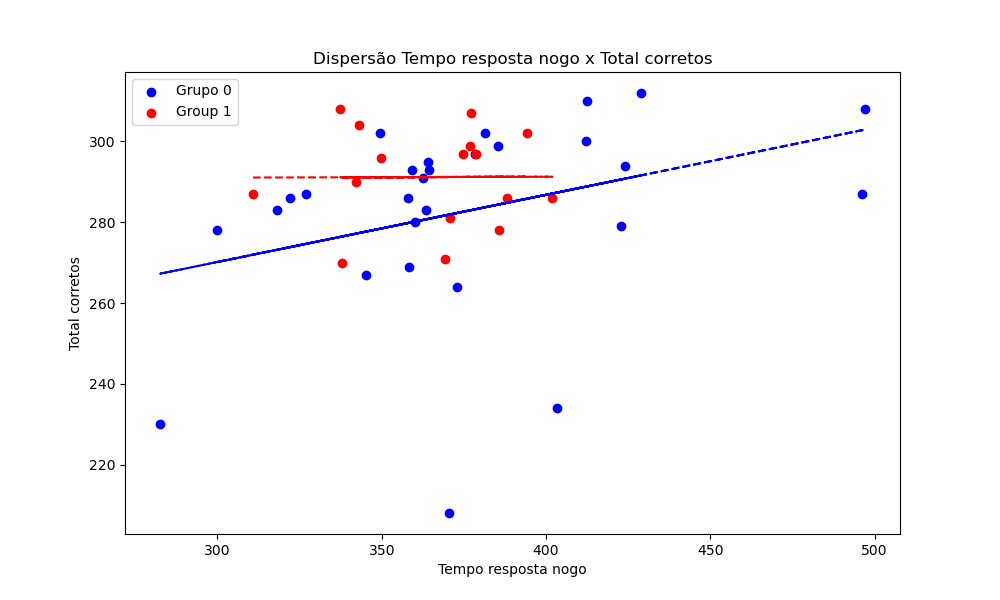 Dispersão Tempo resposta nogo x Total corretos
Grupo 0
Group 1
Total corretos
300
280
260
240
220
300 350 400 450 500
Tempo resposta nogo